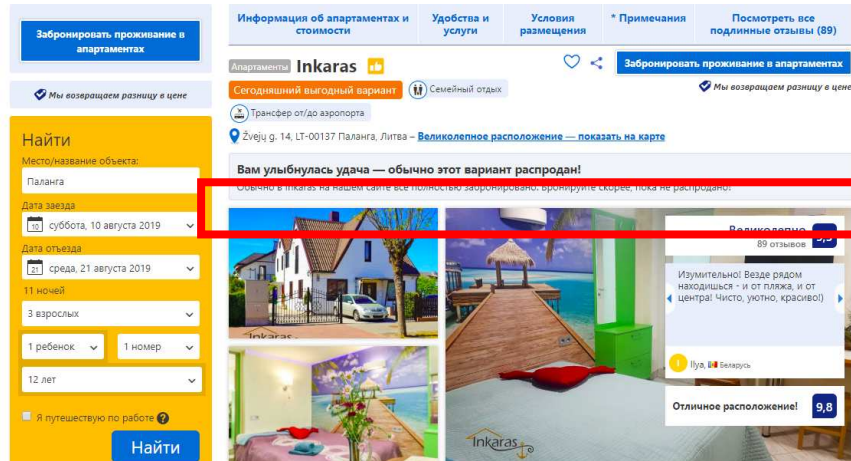 Забронировать проживание в
апартаментах
Мы возвращаем разницу в цене
Найти
Место/название объекта:
Паланга
Дата заезда
10 суббота, 10 августа 2019
Дата отъезда
21 среда, 21 августа 2019
11 ночей
3 взрослых
1 ребенок 1 номер
12 лет
Я путешествую по работе ?
Найти
Информация об апартаментах и
стоимости
Удобства и
услуги
Условия
размещения
* Примечания
Посмотреть все
подлинные отзывы (89)
Апартаменты Inkaras
Забронировать проживание в апартаментах
Сегодняшний выгодный вариант Семейный отдых
Мы возвращаем разницу в цене
Трансфер от/до аэропорта
Žvejų g. 14, LT-00137 Паланга, Литва – Великолепное расположение — показать на карте
Вам улыбнулась удача — обычно этот вариант распродан!
Обычно в Inkaras на нашем сайте все полностью забронировано. Бронируйте скорее, пока не распродано!
Великолепно
89 отзывов
Изумительно! Везде рядом
находишься - и от пляжа, и от
центра! Чисто, уютно, красиво!)
I Ilya, Беларусь
Отличное расположение! 9,8
Inkaras
Inkaras